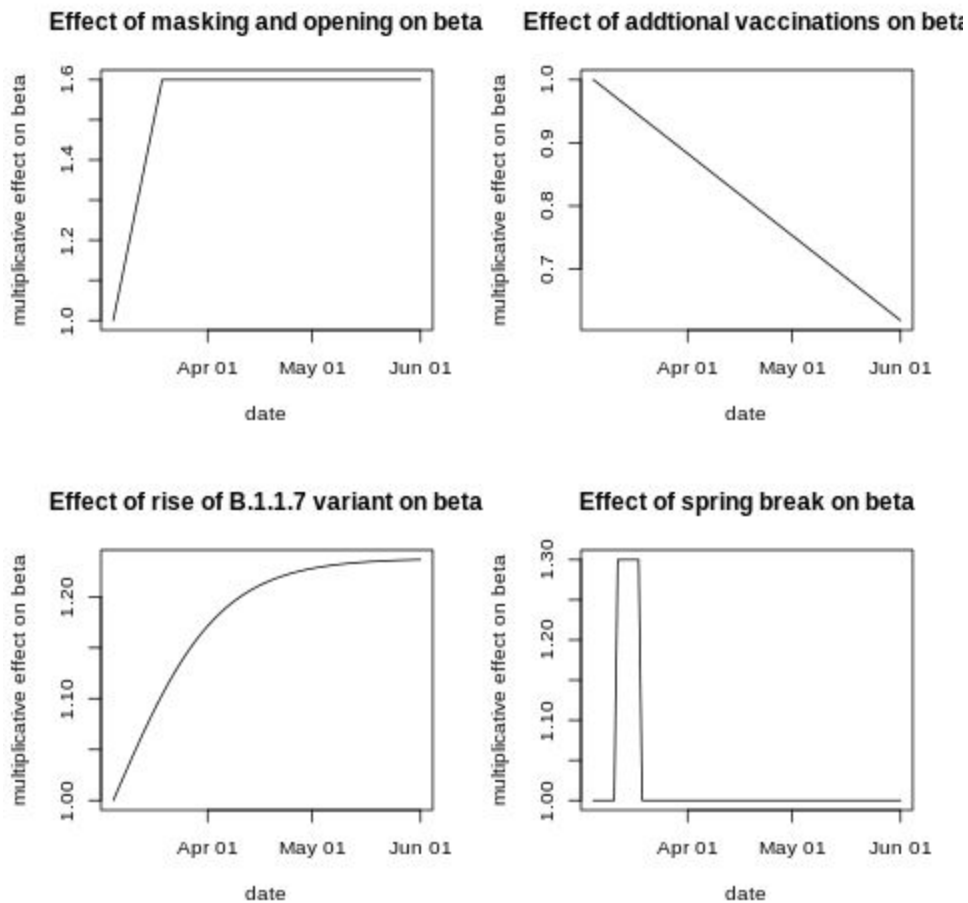 Effect of masking and opening on beta
multiplicative effect on beta
1.0 1.2 1.4 1.6
Apr 01 May 01 Jun 01
date
Effect of addtional vaccinations on beta
multiplicative effect on beta
0.7 0.8 0.9 1.0
Apr 01 May 01 Jun 01
date
Effect of rise of B.1.1.7 variant on beta
multiplicative effect on beta
1.00 1.10 1.20
Apr 01 May 01 Jun 01
date
Effect of spring break on beta
multiplicative effect on beta
1.00 1.10 1.20 1.30
Apr 01 May 01 Jun 01
date